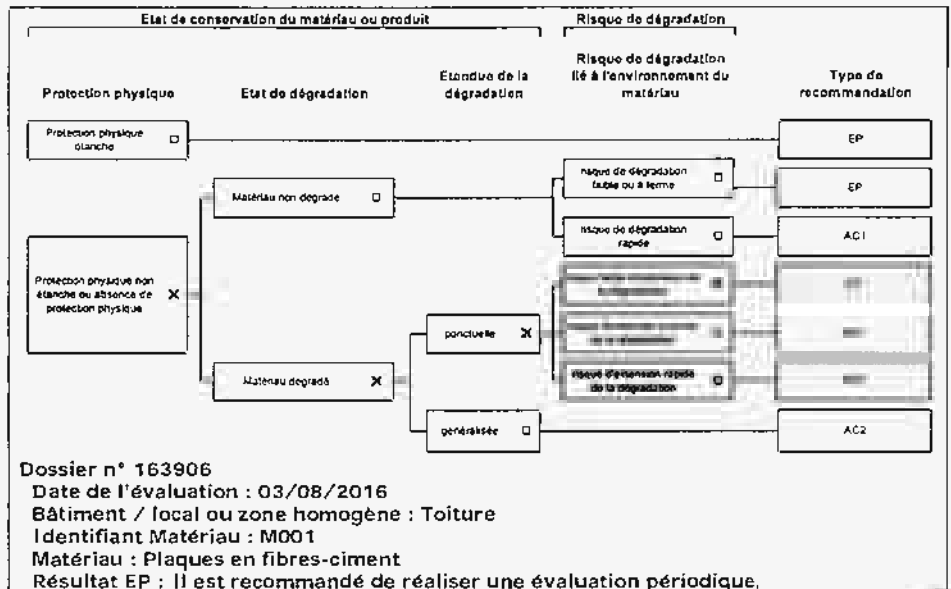 Etat de conservation du matériau ou produit
Risque de dégradation
Protection physique
Etat de dégradation
Etendue de la
dégradation
Risque de dégradation
lié à l'environnement du
matériau
Type de
recommandation
Protection physique
étanche
EP
Matériau non dégradé
risque de dégradation
faible ou à terme
EP
risque de dégradation
rapide
AC1
Protection physique non
étanche ou absence de
protection physique
ponctuelle
Matériau dégradé
risque d'extension rapide
de la dégradation
généralisée
AC2
Dossier n° 163906
Date de l'évaluation : 03/08/2016
Bâtiment / local ou zone homogène : Toiture
Identifiant Matériau : M001
Matériau : Plaques en fibres-ciment
Résultat EP : Il est recommandé de réaliser une évaluation périodique.